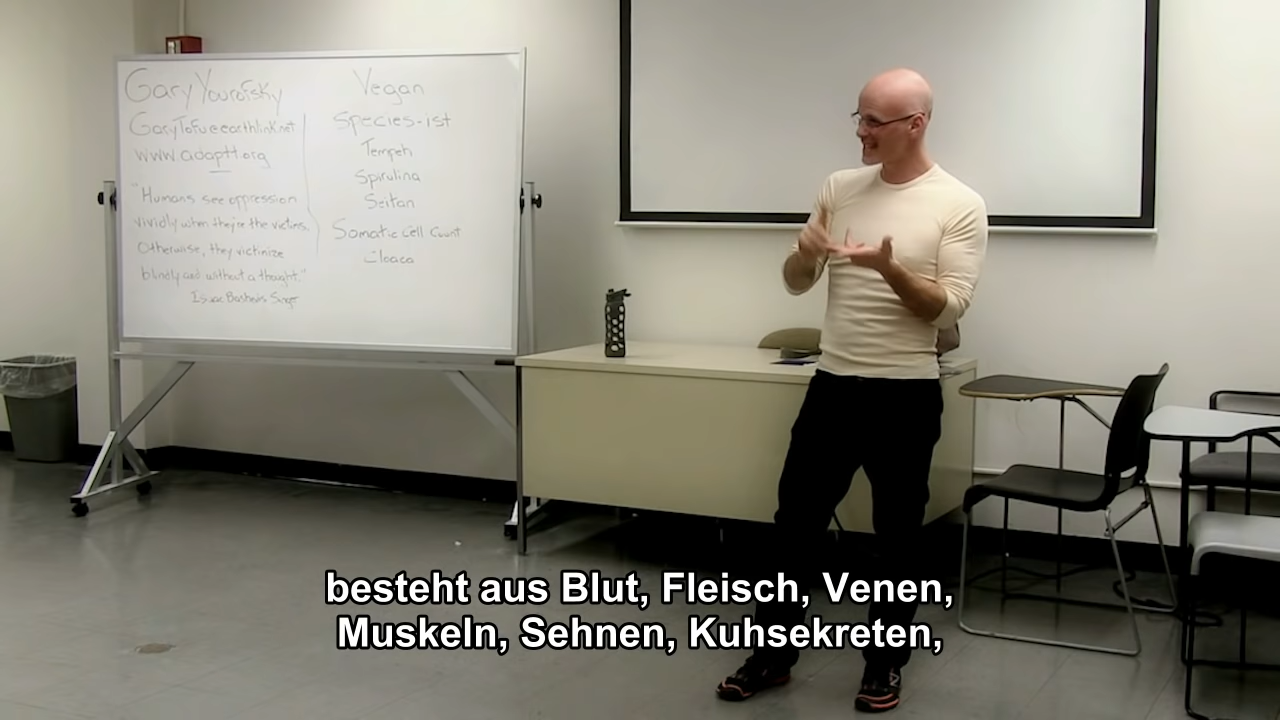 Gary Yourofsky
GaryTofu@earthlink.net
www.adaptt.org
"Humans see oppression
vividly when they're the victims.
Otherwise, they victimize
blindly and without a thought."
Isaac Bashevis Singer
Vegan
Species-ist
Tempeh
Spirulina
Seitan
Somatic Cell Count
Cloaca
besteht aus Blut, Fleisch, Venen,
Muskeln, Sehnen, Kuhsekreten,